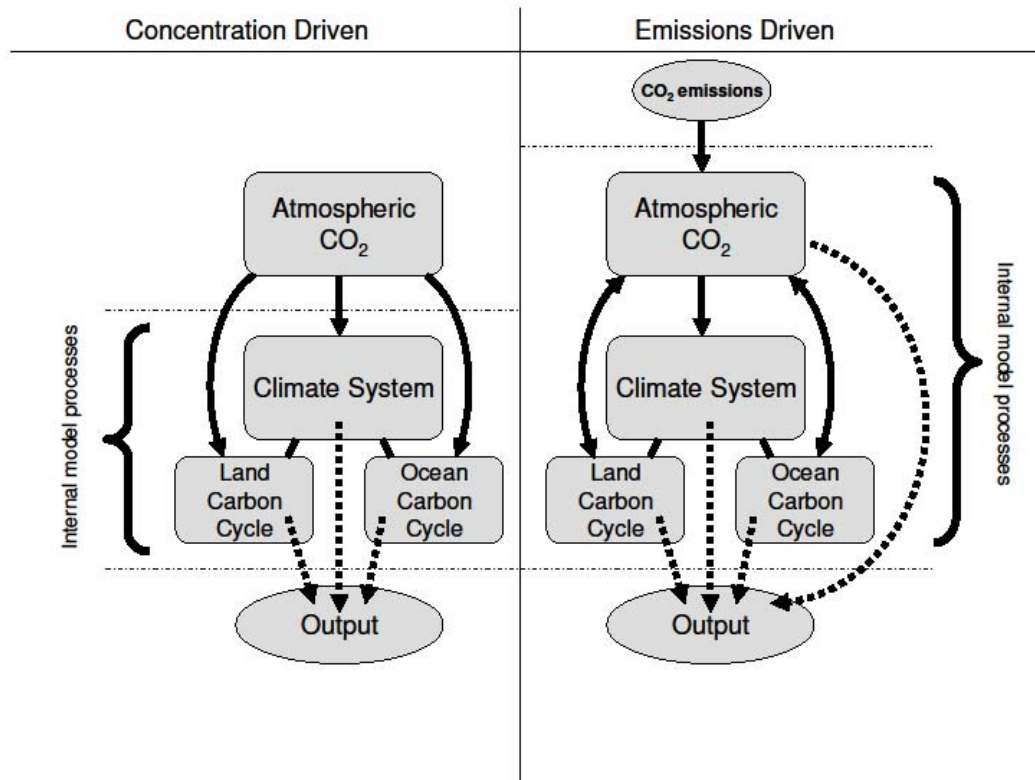 Concentration Driven
Emissions Driven
CO₂ emissions
Atmospheric
CO₂
Climate System
Land
Carbon
Cycle
Ocean
Carbon
Cycle
Output
Internal model processes
Atmospheric
CO₂
Climate System
Land
Carbon
Cycle
Ocean
Carbon
Cycle
Output
Internal model processes